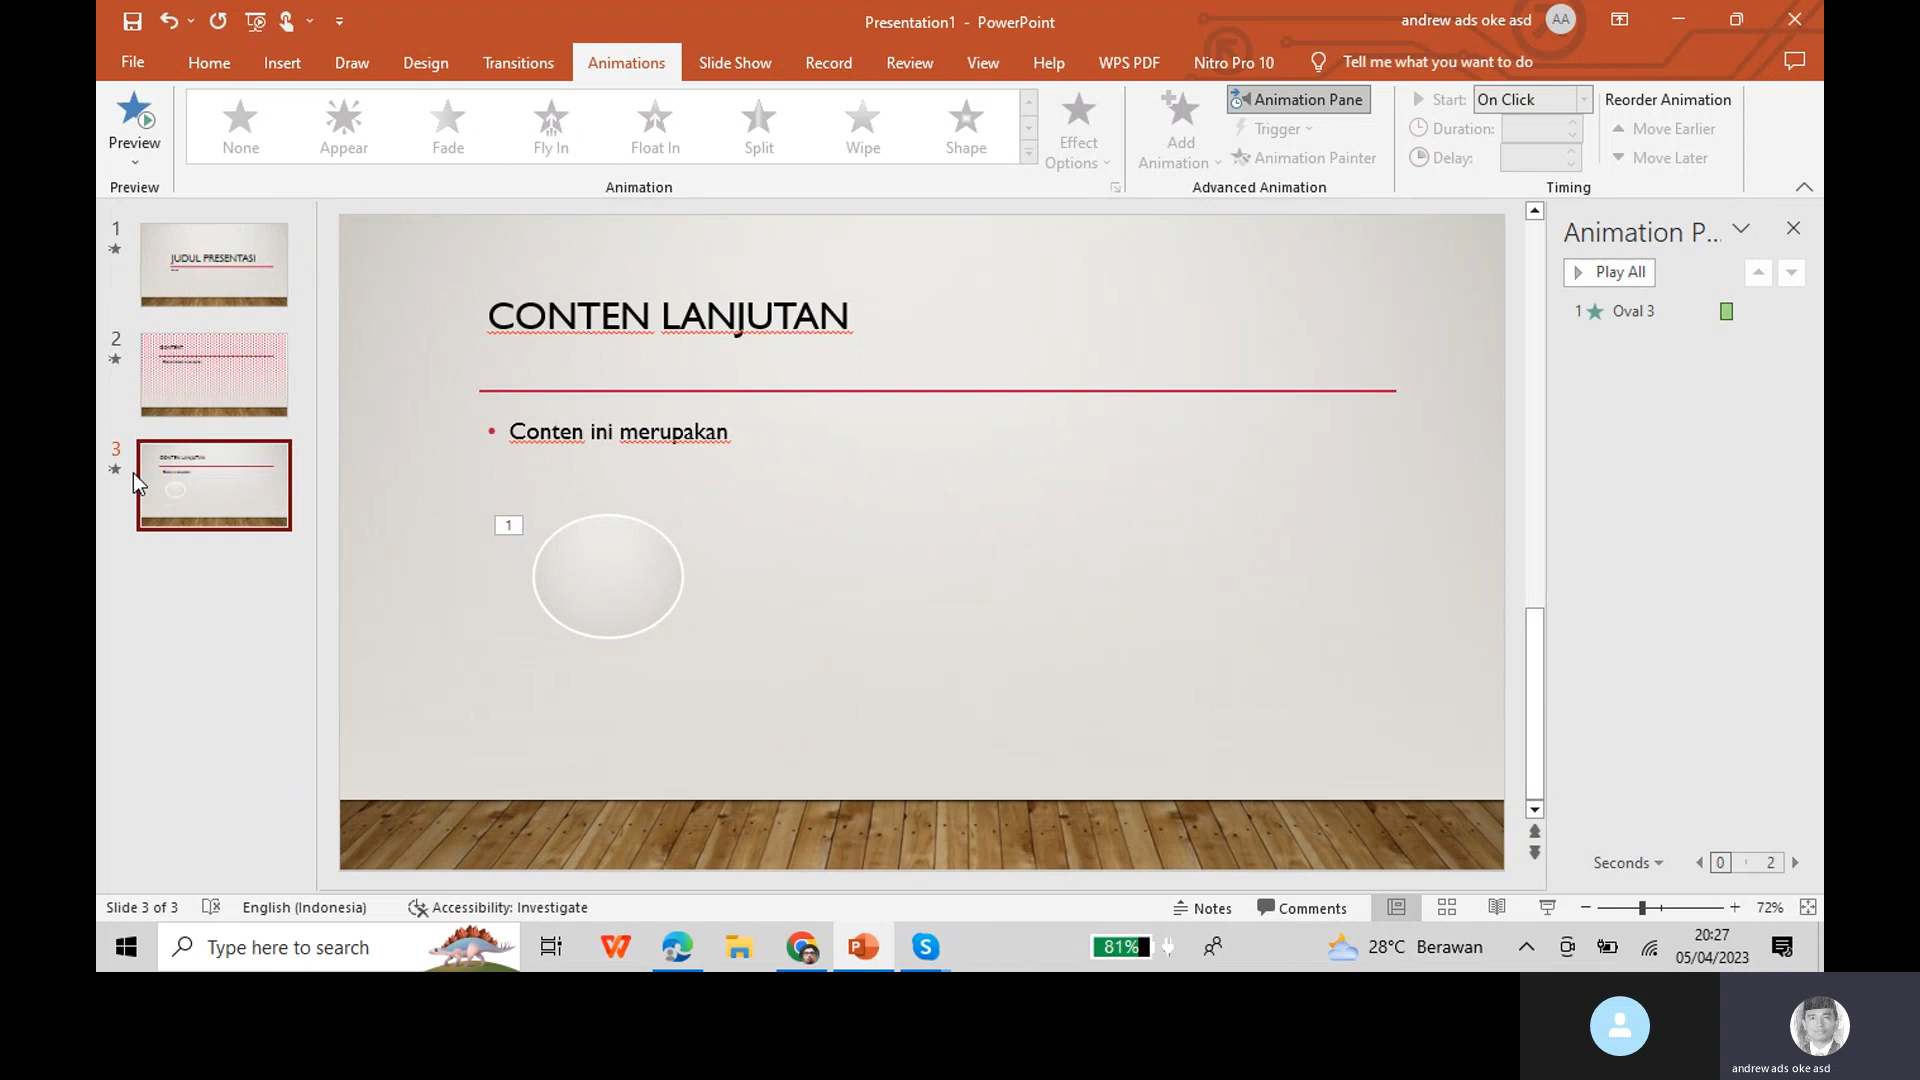 Presentation1 - PowerPoint
andrew ads oke asd
AA
File
Home
Insert
Draw
Design
Transitions
Animations
Slide Show
Record
Review
View
Help
WPS PDF
Nitro Pro 10
Tell me what you want to do
Preview
None
Appear
Fade
Fly In
Float In
Split
Wipe
Shape
Effect
Options
Add
Animation
Animation Pane
Trigger
Animation Painter
Start:
On Click
Duration:
Delay:
Reorder Animation
Move Earlier
Move Later
Preview
Animation
Advanced Animation
Timing
1
JUDUL PRESENTASI
2
CONTENT
3
CONTEN LANJUTAN
CONTEN LANJUTAN
• Conten ini merupakan
1
Animation P...
Play All
1 Oval 3
Seconds
0
2
Slide 3 of 3
English (Indonesia)
Accessibility: Investigate
Notes
Comments
72%
Type here to search
81%
28°C Berawan
20:27
05/04/2023
andrew ads oke asd